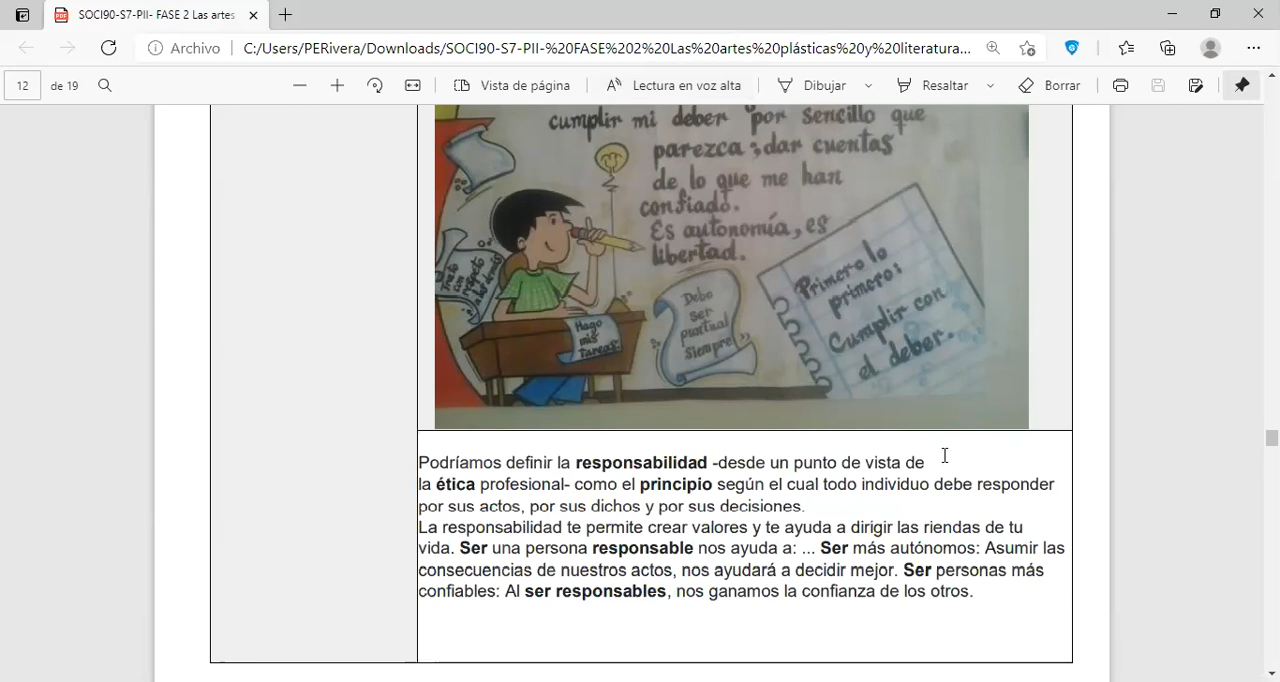 SOCI90-S7-PII- FASE 2 Las artes
Archivo
C:/Users/PERivera/Downloads/SOCI90-S7-PII-%20FASE%202%20Las%20artes%20plásticas%20y%20literatura...
12 de 19
Vista de página
Lectura en voz alta
Dibujar
Resaltar
Borrar
cumplir mi deber por sencillo que
parezca; dar cuentas
de lo que me han
confiado.
Es autonomía, es
libertad.
Trato
con
respeto
a los demás
Hago
mis
tareas.
Debo
ser
puntual
siempre
Primero lo
primero:
Cumplir con
el deber.
Podríamos definir la responsabilidad -desde un punto de vista de
la ética profesional- como el principio según el cual todo individuo debe responder
por sus actos, por sus dichos y por sus decisiones.
La responsabilidad te permite crear valores y te ayuda a dirigir las riendas de tu
vida. Ser una persona responsable nos ayuda a: ... Ser más autónomos: Asumir las
consecuencias de nuestros actos, nos ayudará a decidir mejor. Ser personas más
confiables: Al ser responsables, nos ganamos la confianza de los otros.